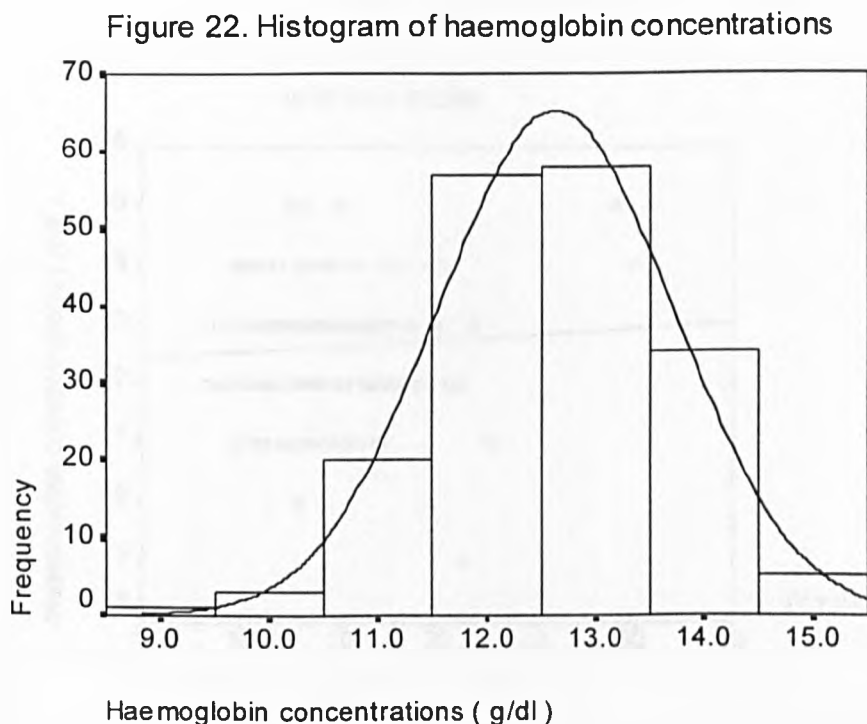 Figure 22. Histogram of haemoglobin concentrations
70
60
50
40
30
20
10
0
Frequency
9.0 10.0 11.0 12.0 13.0 14.0 15.0
Haemoglobin concentrations ( g/dl )